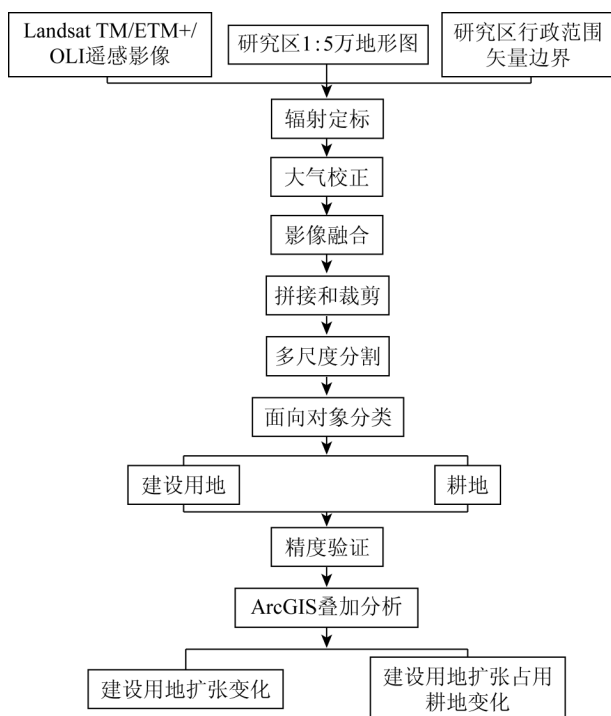 Landsat TM/ETM+/
OLI遥感影像
研究区1:5万地形图
研究区行政范围
矢量边界
辐射定标
大气校正
影像融合
拼接和裁剪
多尺度分割
面向对象分类
建设用地
耕地
精度验证
ArcGIS叠加分析
建设用地扩张变化
建设用地扩张占用
耕地变化